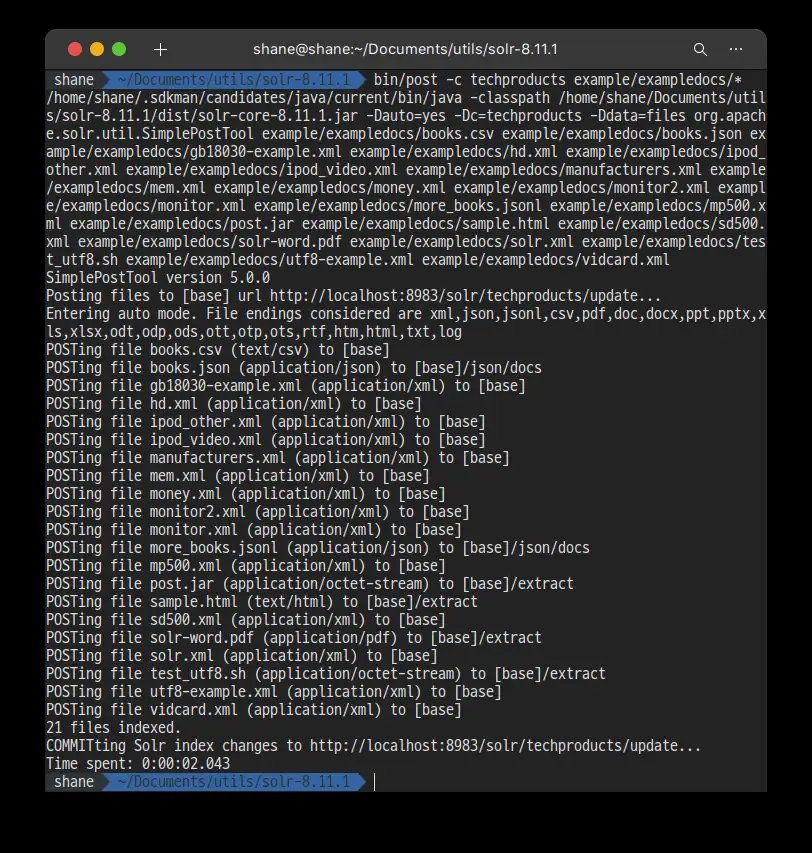 shane@shane:~/Documents/utils/solr-8.11.1
shane ~/Documents/utils/solr-8.11.1 bin/post -c techproducts example/exampledocs/*
/home/shane/.sdkman/candidates/java/current/bin/java -classpath /home/shane/Documents/util
s/solr-8.11.1/dist/solr-core-8.11.1.jar -Dauto=yes -Dc=techproducts -Ddata=files org.apach
e.solr.util.SimplePostTool example/exampledocs/books.csv example/exampledocs/books.json ex
ample/exampledocs/gb18030-example.xml example/exampledocs/hd.xml example/exampledocs/ipod_
other.xml example/exampledocs/ipod_video.xml example/exampledocs/manufacturers.xml example
/exampledocs/mem.xml example/exampledocs/money.xml example/exampledocs/monitor2.xml exampl
e/exampledocs/monitor.xml example/exampledocs/more_books.jsonl example/exampledocs/mp500.x
ml example/exampledocs/post.jar example/exampledocs/sample.html example/exampledocs/sd500.
xml example/exampledocs/solr-word.pdf example/exampledocs/solr.xml example/exampledocs/tes
t_utf8.sh example/exampledocs/utf8-example.xml example/exampledocs/vidcard.xml
SimplePostTool version 5.0.0
Posting files to [base] url http://localhost:8983/solr/techproducts/update...
Entering auto mode. File endings considered are xml,json,jsonl,csv,pdf,doc,docx,ppt,pptx,x
ls,xlsx,odt,odp,ods,ott,otp,ots,rtf,htm,html,txt,log
POSTing file books.csv (text/csv) to [base]
POSTing file books.json (application/json) to [base]/json/docs
POSTing file gb18030-example.xml (application/xml) to [base]
POSTing file hd.xml (application/xml) to [base]
POSTing file ipod_other.xml (application/xml) to [base]
POSTing file ipod_video.xml (application/xml) to [base]
POSTing file manufacturers.xml (application/xml) to [base]
POSTing file mem.xml (application/xml) to [base]
POSTing file money.xml (application/xml) to [base]
POSTing file monitor2.xml (application/xml) to [base]
POSTing file monitor.xml (application/xml) to [base]
POSTing file more_books.jsonl (application/json) to [base]/json/docs
POSTing file mp500.xml (application/xml) to [base]
POSTing file post.jar (application/octet-stream) to [base]/extract
POSTing file sample.html (text/html) to [base]/extract
POSTing file sd500.xml (application/xml) to [base]
POSTing file solr-word.pdf (application/pdf) to [base]/extract
POSTing file solr.xml (application/xml) to [base]
POSTing file test_utf8.sh (application/octet-stream) to [base]/extract
POSTing file utf8-example.xml (application/xml) to [base]
POSTing file vidcard.xml (application/xml) to [base]
21 files indexed.
COMMITting Solr index changes to http://localhost:8983/solr/techproducts/update...
Time spent: 0:00:02.043
shane ~/Documents/utils/solr-8.11.1